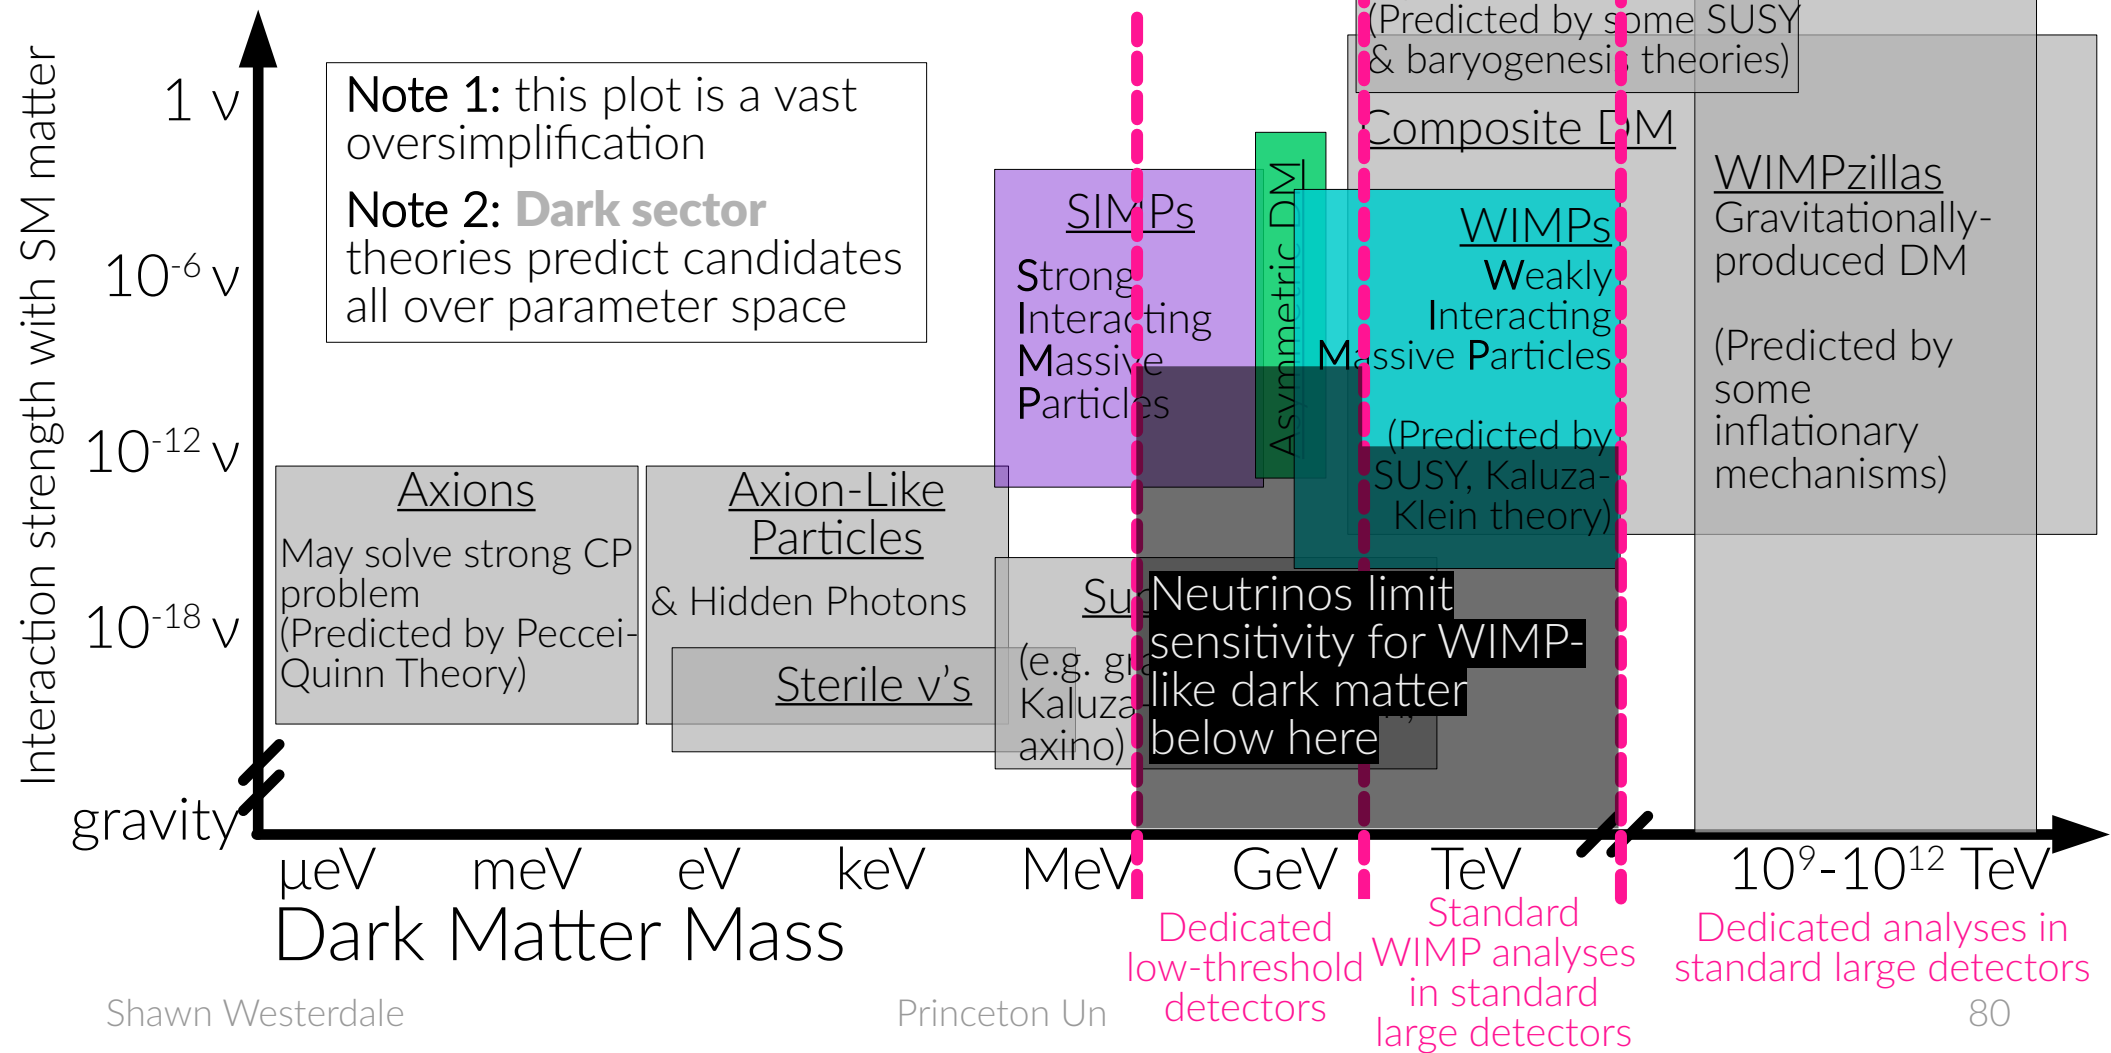 (Predicted by some SUSY
& baryogenesis theories)
Interaction strength with SM matter
1 ν
10⁻⁶ ν
10⁻¹² ν
10⁻¹⁸ ν
gravity
Note 1: this plot is a vast
oversimplification
Note 2: Dark sector
theories predict candidates
all over parameter space
Composite DM
SIMPs
Strong
Interacting
Massive
Particles
Asymmetric DM
WIMPs
Weakly
Interacting
Massive Particles
(Predicted by
SUSY, Kaluza-
Klein theory)
WIMPzillas
Gravitationally-
produced DM
(Predicted by
some
inflationary
mechanisms)
Axions
May solve strong CP
problem
(Predicted by Peccei-
Quinn Theory)
Axion-Like
Particles
& Hidden Photons
Sterile ν's
(e.g.
Kaluza-
axino)
Neutrinos limit
sensitivity for WIMP-
like dark matter
below here
μeV meV eV keV MeV GeV TeV 10⁹-10¹² TeV
Dark Matter Mass
Dedicated
low-threshold
detectors
Standard
WIMP analyses
in standard
large detectors
Dedicated analyses in
standard large detectors
Shawn Westerdale
Princeton Un
80